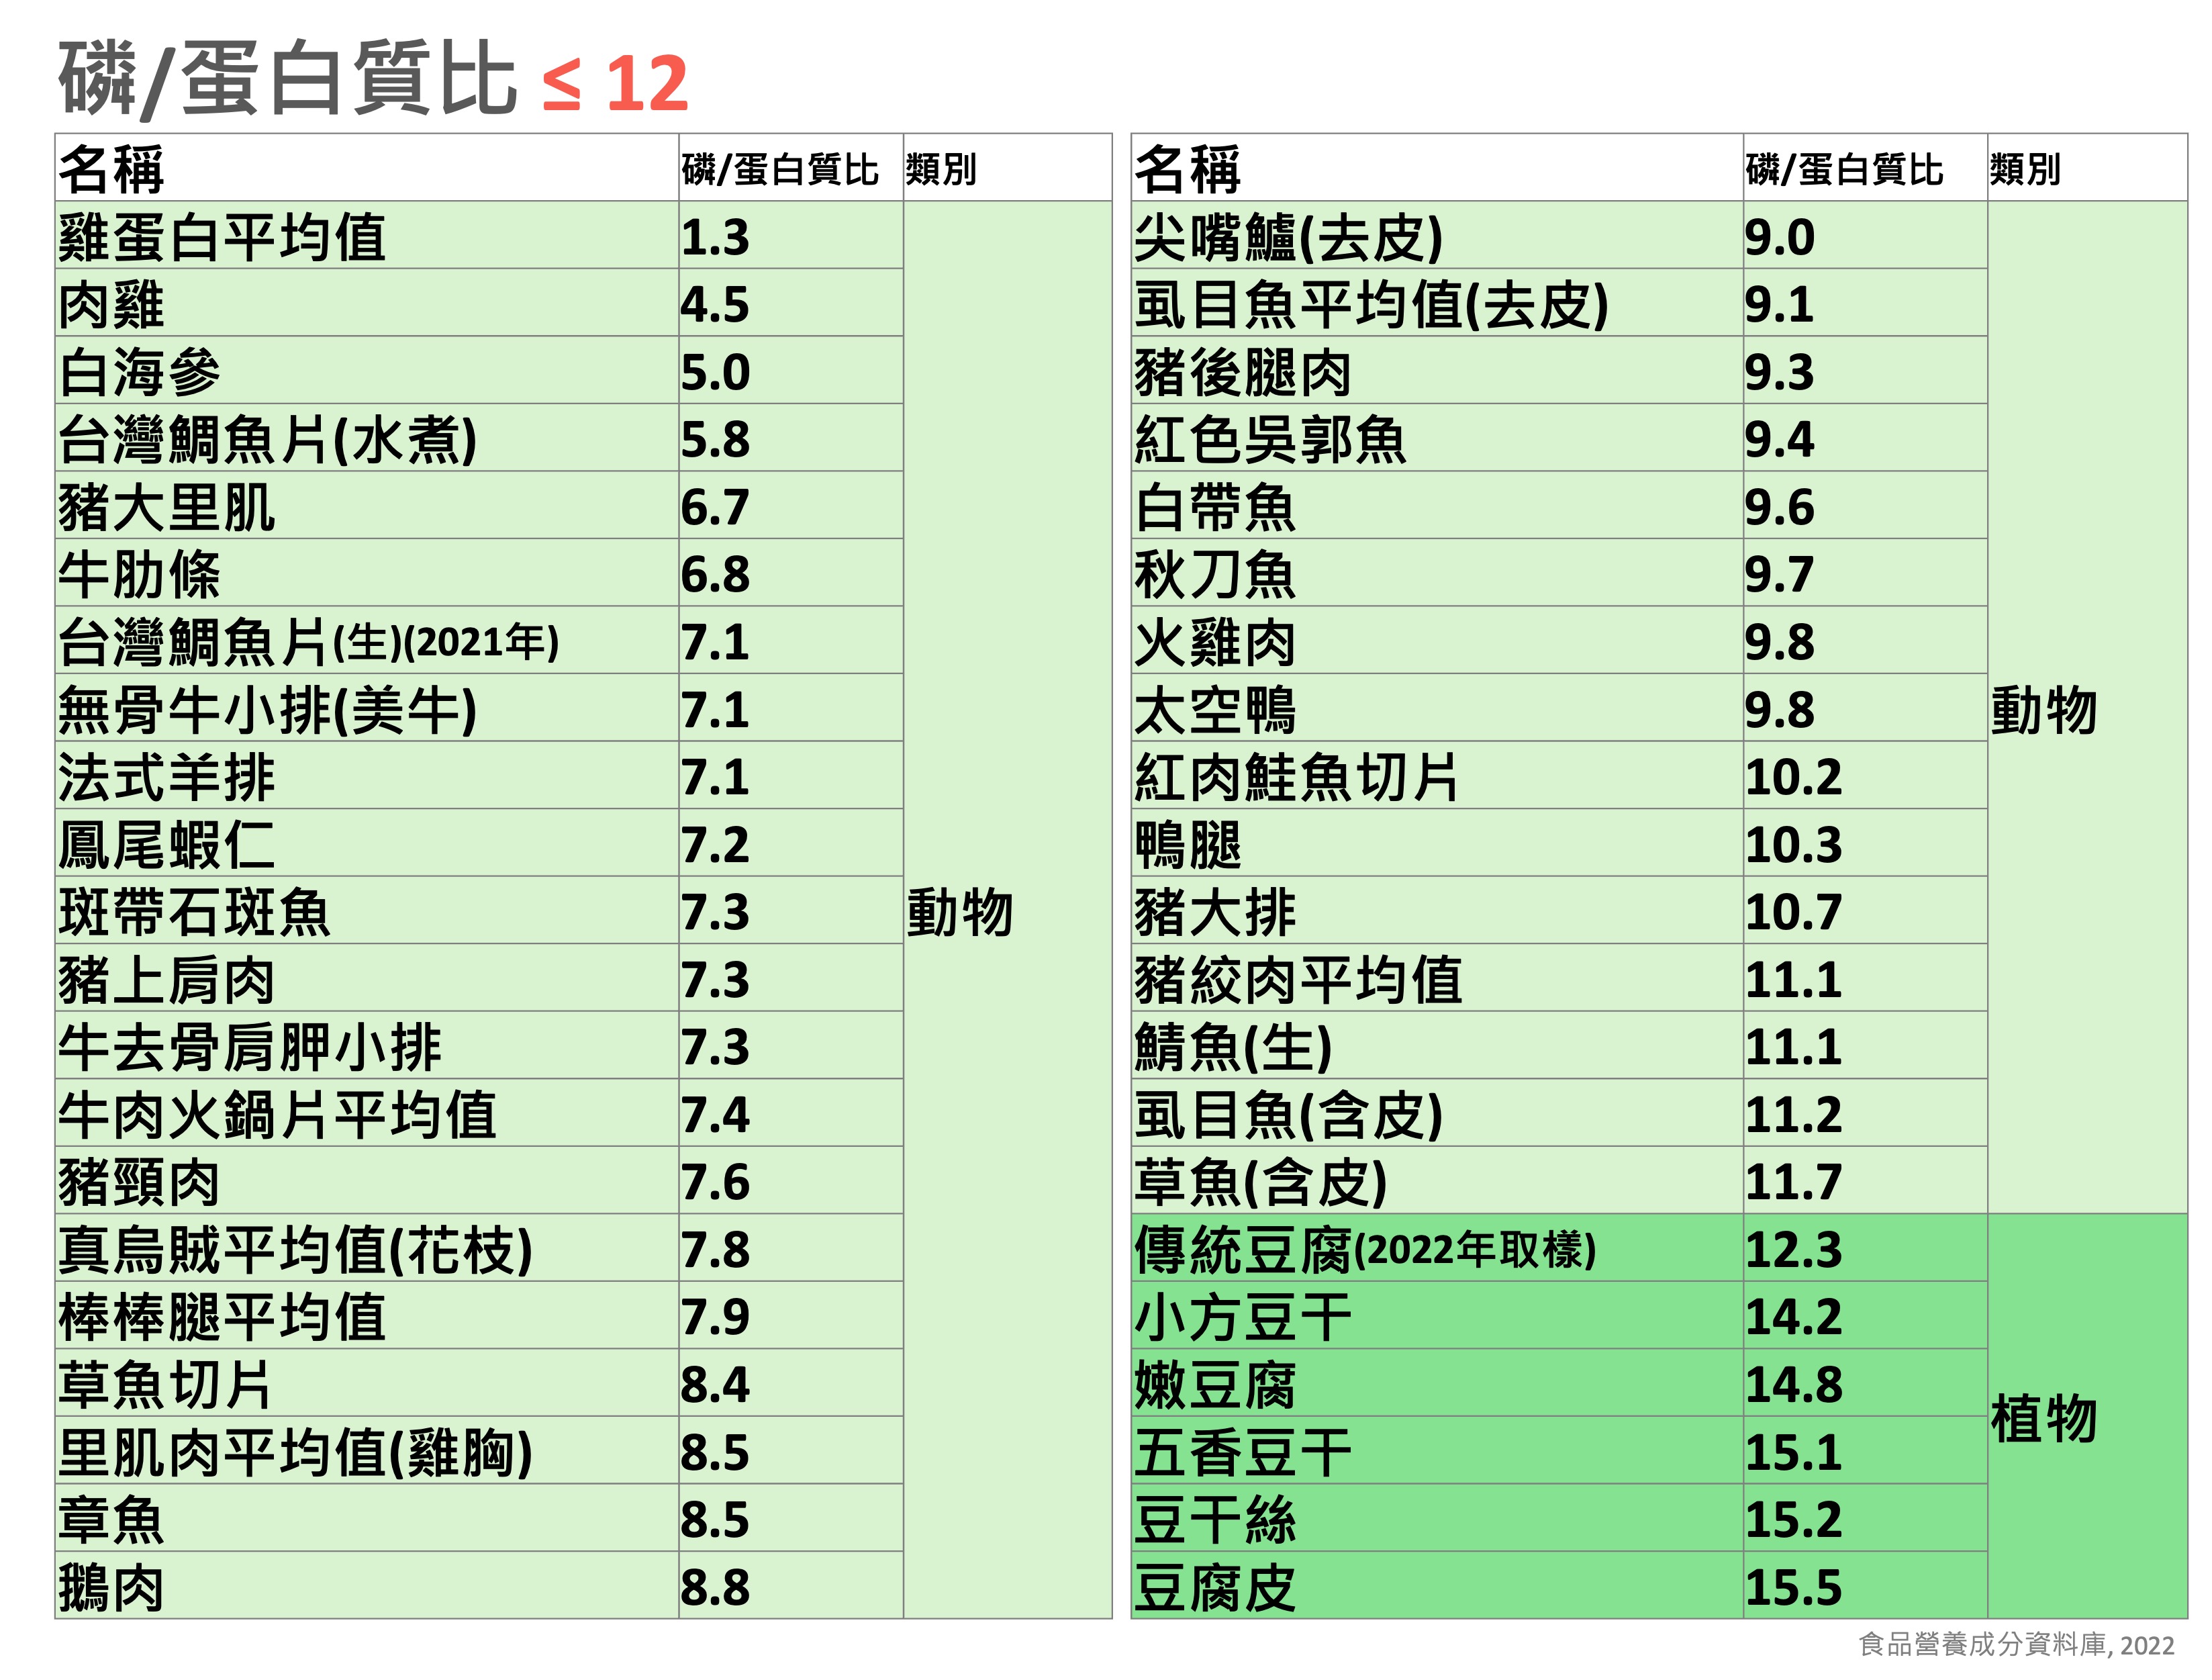 磷/蛋白質比 ≤ 12
名稱 磷/蛋白質比 類別
雞蛋白平均值 1.3
肉雞 4.5
白海參 5.0
台灣鯛魚片(水煮) 5.8
豬大里肌 6.7
牛肋條 6.8
台灣鯛魚片(生)(2021年) 7.1
無骨牛小排(美牛) 7.1
法式羊排 7.1
鳳尾蝦仁 7.2
斑帶石斑魚 7.3 動物
豬上肩肉 7.3
牛去骨肩胛小排 7.3
牛肉火鍋片平均值 7.4
豬頸肉 7.6
真烏賊平均值(花枝) 7.8
棒棒腿平均值 7.9
草魚切片 8.4
里肌肉平均值(雞胸) 8.5
章魚 8.5
鵝肉 8.8
名稱 磷/蛋白質比 類別
尖嘴鱸(去皮) 9.0
虱目魚平均值(去皮) 9.1
豬後腿肉 9.3
紅色吳郭魚 9.4
白帶魚 9.6
秋刀魚 9.7
火雞肉 9.8
太空鴨 9.8 動物
紅肉鮭魚切片 10.2
鴨腿 10.3
豬大排 10.7
豬絞肉平均值 11.1
鯖魚(生) 11.1
虱目魚(含皮) 11.2
草魚(含皮) 11.7
傳統豆腐(2022年取樣) 12.3
小方豆干 14.2
嫩豆腐 14.8
植物
五香豆干 15.1
豆干絲 15.2
豆腐皮 15.5
食品營養成分資料庫, 2022